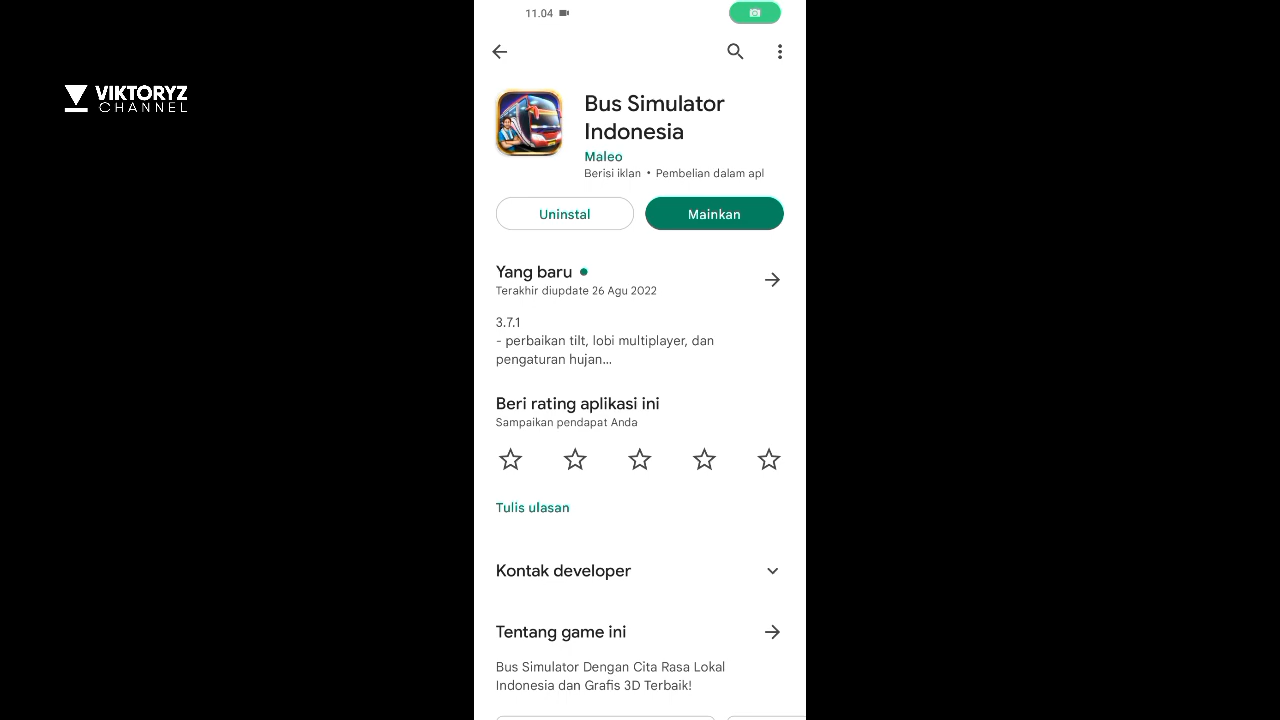 11.04
VIKTORYZ
CHANNEL
Bus Simulator
Indonesia
Maleo
Berisi iklan • Pembelian dalam apl
Uninstal
Mainkan
Yang baru
Terakhir diupdate 26 Agu 2022
3.7.1
- perbaikan tilt, lobi multiplayer, dan
pengaturan hujan...
Beri rating aplikasi ini
Sampaikan pendapat Anda
Tulis ulasan
Kontak developer
Tentang game ini
Bus Simulator Dengan Cita Rasa Lokal
Indonesia dan Grafis 3D Terbaik!